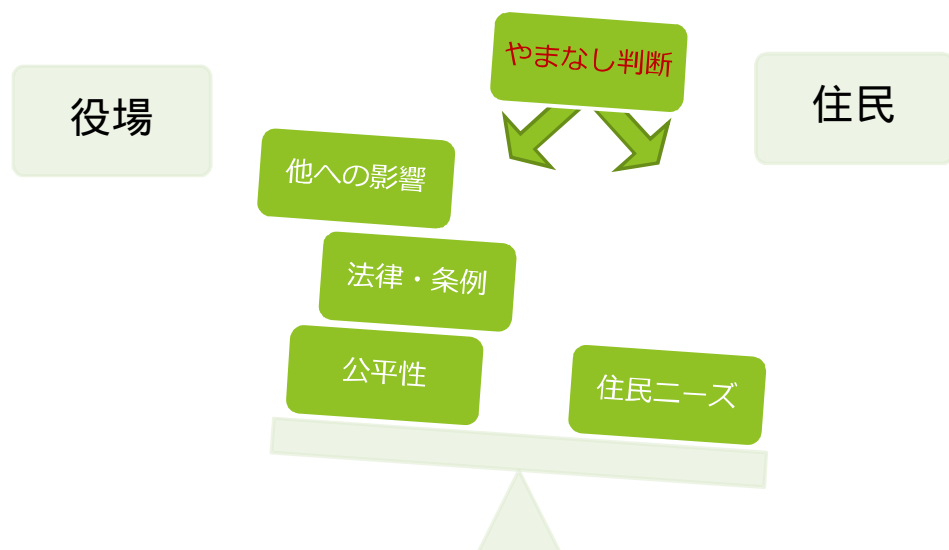 やまなし判断
役場
住民
他への影響
法律・条例
公平性
住民ニーズ